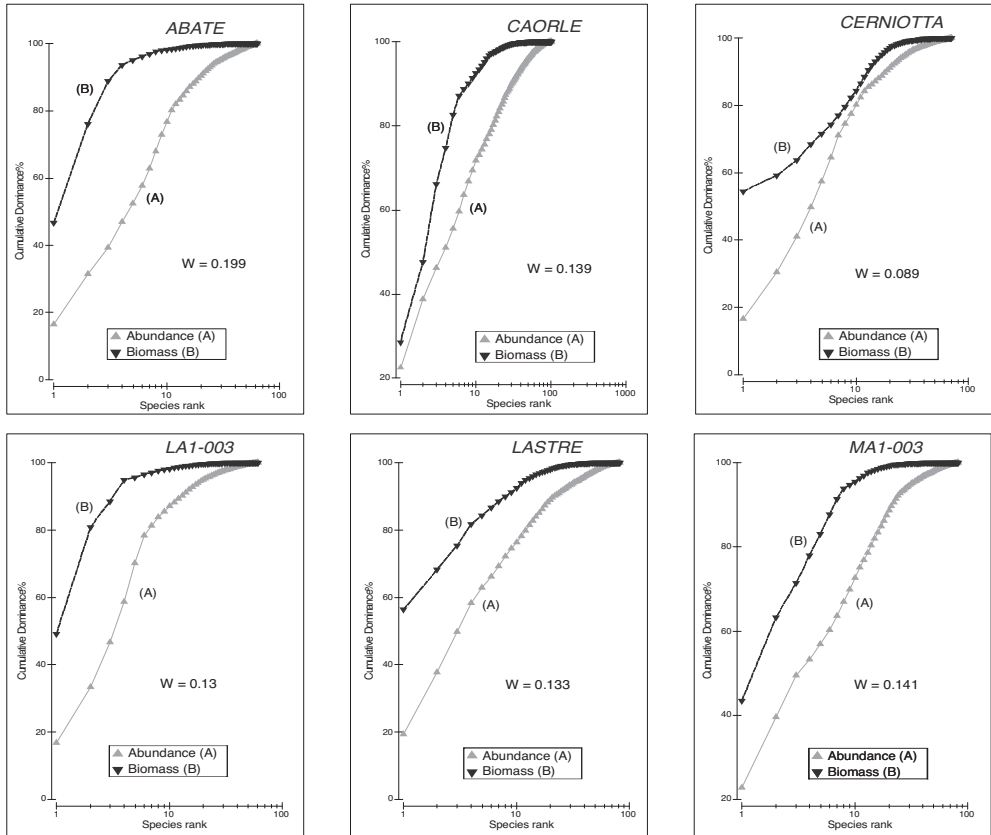 ABATE
Cumulative Dominance%
100
80
60
40
20
0
(B)
(A)
W = 0.199
Abundance (A)
Biomass (B)
1
10
100
Species rank
CAORLE
Cumulative Dominance%
100
80
60
40
20
(B)
(A)
W = 0.139
Abundance (A)
Biomass (B)
1
10
100
1000
Species rank
CERNIOTTA
Cumulative Dominance%
100
80
60
40
20
0
(B)
(A)
W = 0.089
Abundance (A)
Biomass (B)
1
10
100
Species rank
LA1-003
Cumulative Dominance%
100
80
60
40
20
0
(B)
(A)
W = 0.13
Abundance (A)
Biomass (B)
1
10
100
Species rank
LASTRE
Cumulative Dominance%
100
80
60
40
20
0
(B)
(A)
W = 0.133
Abundance (A)
Biomass (B)
1
10
100
Species rank
MA1-003
Cumulative Dominance%
100
80
60
40
20
(B)
(A)
W = 0.141
Abundance (A)
Biomass (B)
1
10
100
Species rank